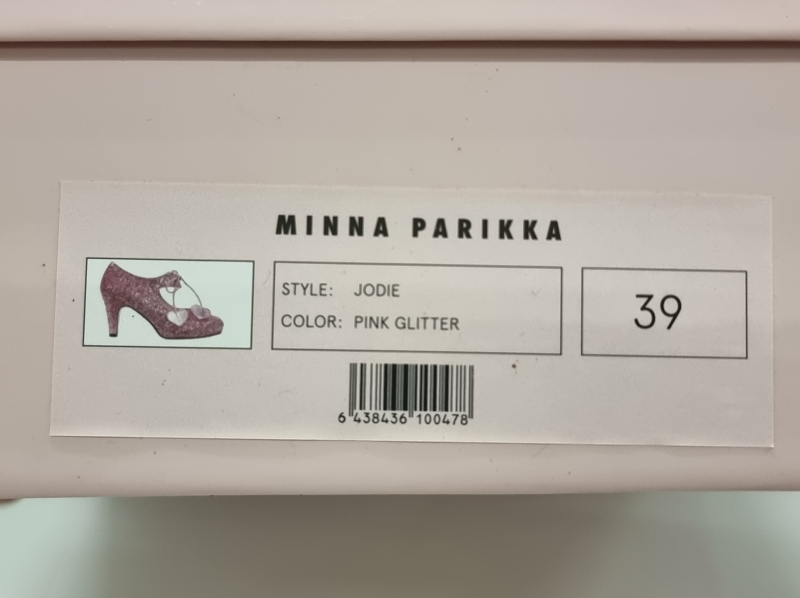 MINNA PARIKKA
STYLE: JODIE
COLOR: PINK GLITTER
39
6 438436 100478